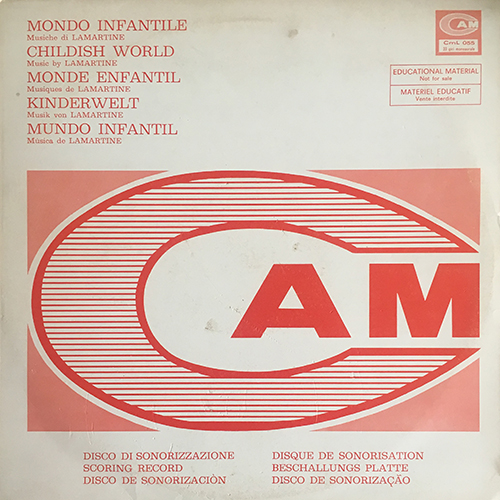 MONDO INFANTILE
Musiche di LAMARTINE
CHILDISH WORLD
Music by LAMARTINE
MONDE ENFANTIL
Musiques de LAMARTINE
KINDERWELT
Musik von LAMARTINE
MUNDO INFANTIL
Mùsica de LAMARTINE
CAM
CmL 055
EDUCATIONAL MATERIAL
Not for sale
MATERIEL EDUCATIF
Vente interdite
CAM
DISCO DI SONORIZZAZIONE
SCORING RECORD
DISCO DE SONORIZACIÒN
DISQUE DE SONORISATION
BESCHALLUNGS PLATTE
DISCO DE SONORIZAÇÃO